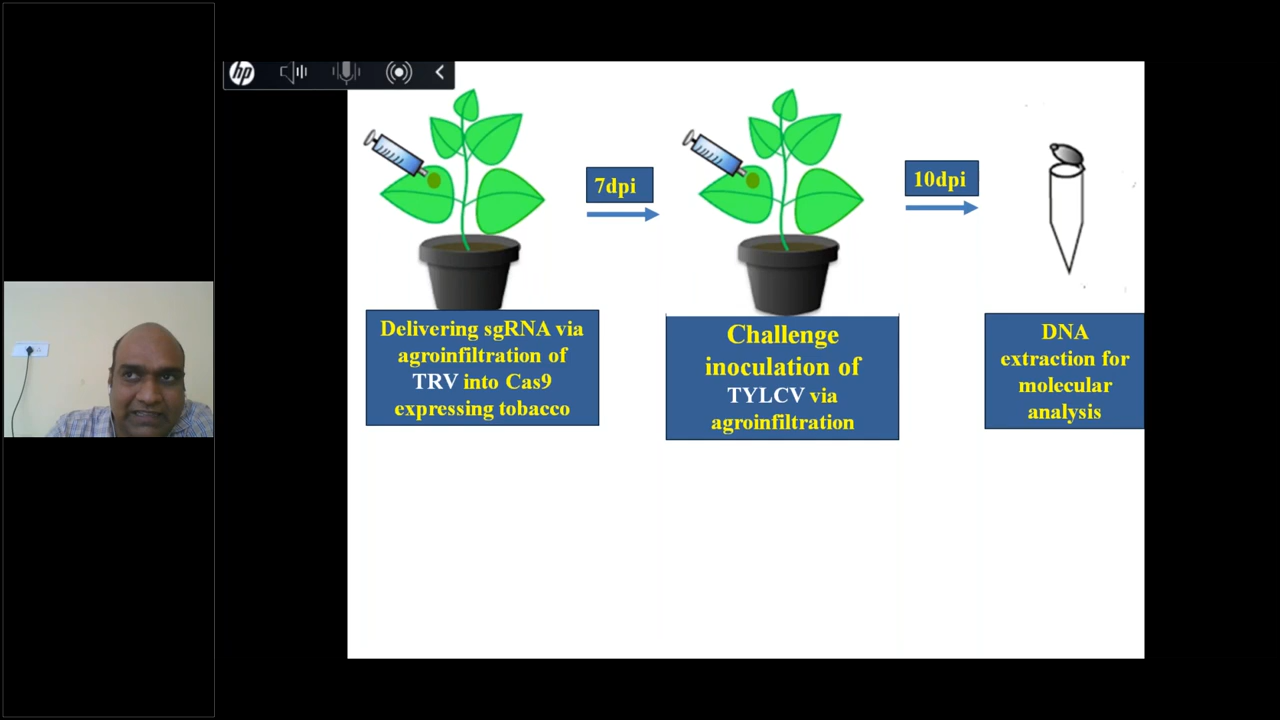 hp
7dpi
10dpi
Delivering sgRNA via
agroinfiltration of
TRV into Cas9
expressing tobacco
Challenge
inoculation of
TYLCV via
agroinfiltration
DNA
extraction for
molecular
analysis